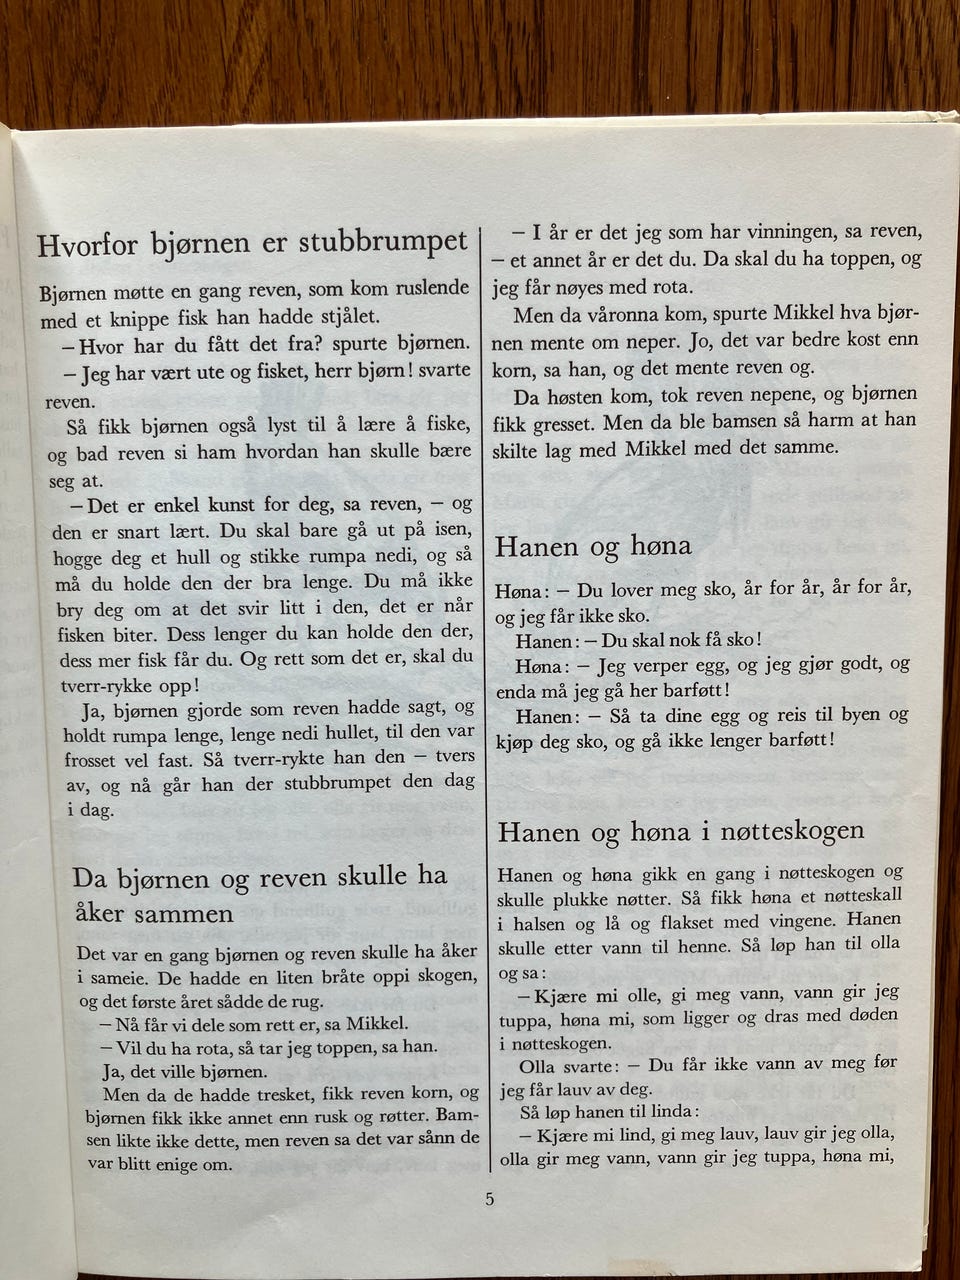 Hvorfor bjørnen er stubbrumpet
Bjørnen møtte en gang reven, som kom ruslende
med et knippe fisk han hadde stjålet.
– Hvor har du fått det fra? spurte bjørnen.
– Jeg har vært ute og fisket, herr bjørn! svarte
reven.
Så fikk bjørnen også lyst til å lære å fiske,
og bad reven si ham hvordan han skulle bære
seg at.
– Det er enkel kunst for deg, sa reven, – og
den er snart lært. Du skal bare gå ut på isen,
hogge deg et hull og stikke rumpa nedi, og så
må du holde den der bra lenge. Du må ikke
bry deg om at det svir litt i den, det er når
fisken biter. Dess lenger du kan holde den der,
dess mer fisk får du. Og rett som det er, skal du
tverr-rykke opp!
Ja, bjørnen gjorde som reven hadde sagt, og
holdt rumpa lenge, lenge nedi hullet, til den var
frosset vel fast. Så tverr-rykte han den – tvers
av, og nå går han der stubbrumpet den dag
i dag.
Da bjørnen og reven skulle ha
åker sammen
Det var en gang bjørnen og reven skulle ha åker
i sameie. De hadde en liten bråte oppi skogen,
og det første året sådde de rug.
– Nå får vi dele som rett er, sa Mikkel.
– Vil du ha rota, så tar jeg toppen, sa han.
Ja, det ville bjørnen.
Men da de hadde tresket, fikk reven korn, og
bjørnen fikk ikke annet enn rusk og røtter. Bam-
sen likte ikke dette, men reven sa det var sånn de
var blitt enige om.
– I år er det jeg som har vinningen, sa reven,
– et annet år er det du. Da skal du ha toppen, og
jeg får nøyes med rota.
Men da våronna kom, spurte Mikkel hva bjør-
nen mente om neper. Jo, det var bedre kost enn
korn, sa han, og det mente reven og.
Da høsten kom, tok reven nepene, og bjørnen
fikk gresset. Men da ble bamsen så harm at han
skilte lag med Mikkel med det samme.
Hanen og høna
Høna: – Du lover meg sko, år for år, år for år,
og jeg får ikke sko.
Hanen: – Du skal nok få sko!
Høna: – Jeg verper egg, og jeg gjør godt, og
enda må jeg gå her barføtt!
Hanen: – Så ta dine egg og reis til byen og
kjøp deg sko, og gå ikke lenger barføtt!
Hanen og høna i nøtteskogen
Hanen og høna gikk en gang i nøtteskogen og
skulle plukke nøtter. Så fikk høna et nøtteskall
i halsen og lå og flakset med vingene. Hanen
skulle etter vann til henne. Så løp han til olla
og sa:
– Kjære mi olle, gi meg vann, vann gir jeg
tuppa, høna mi, som ligger og dras med døden
i nøtteskogen.
Olla svarte: – Du får ikke vann av meg før
jeg får lauv av deg.
Så løp hanen til linda:
– Kjære mi lind, gi meg lauv, lauv gir jeg olla,
olla gir meg vann, vann gir jeg tuppa, høna mi,
5